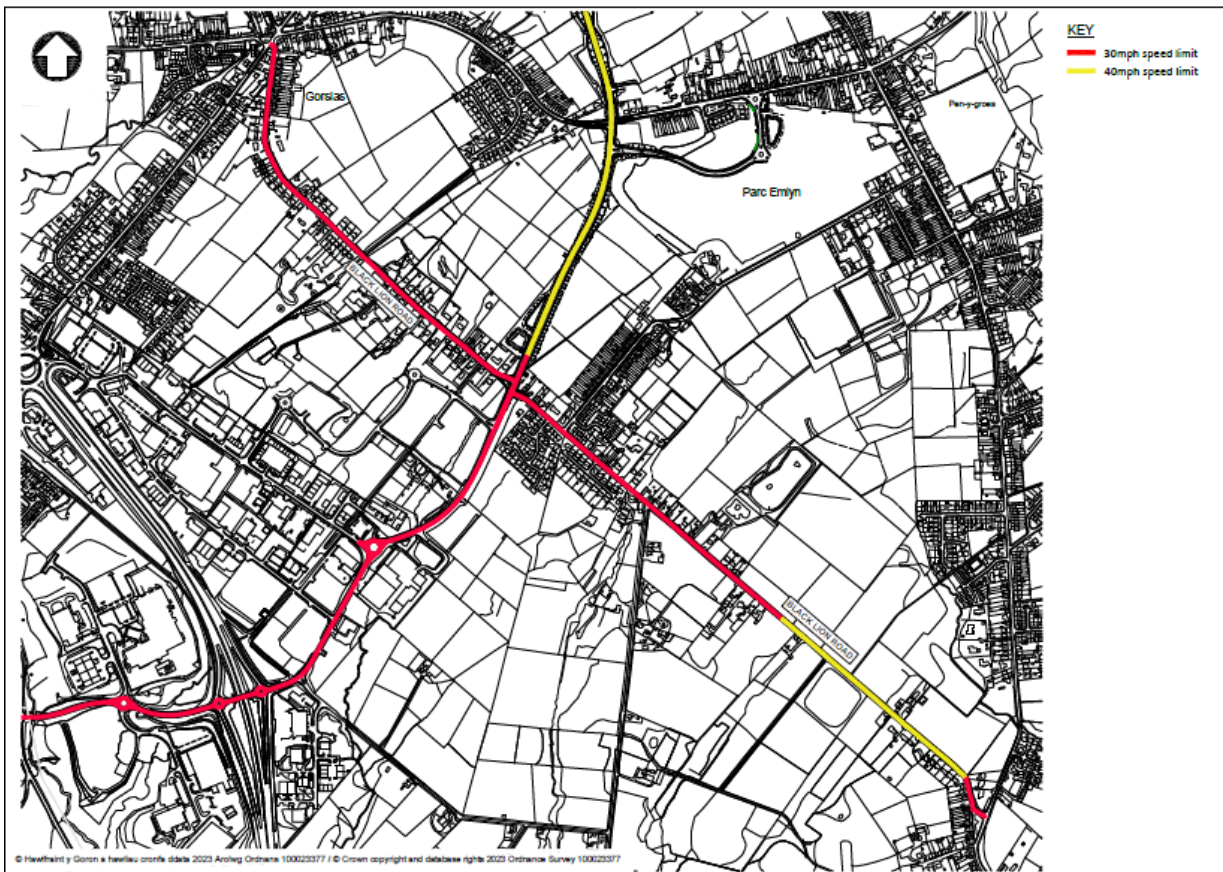 KEY
30mph speed limit
40mph speed limit
Gorslas
Pen-y-groes
Parc Emlyn
BLACK LION ROAD
BLACK LION ROAD
© Hawlfraint y Goron a hawliau cronfa ddata 2023 Arolwg Ordnans 100023377 / © Crown copyright and database rights 2023 Ordnance Survey 100023377